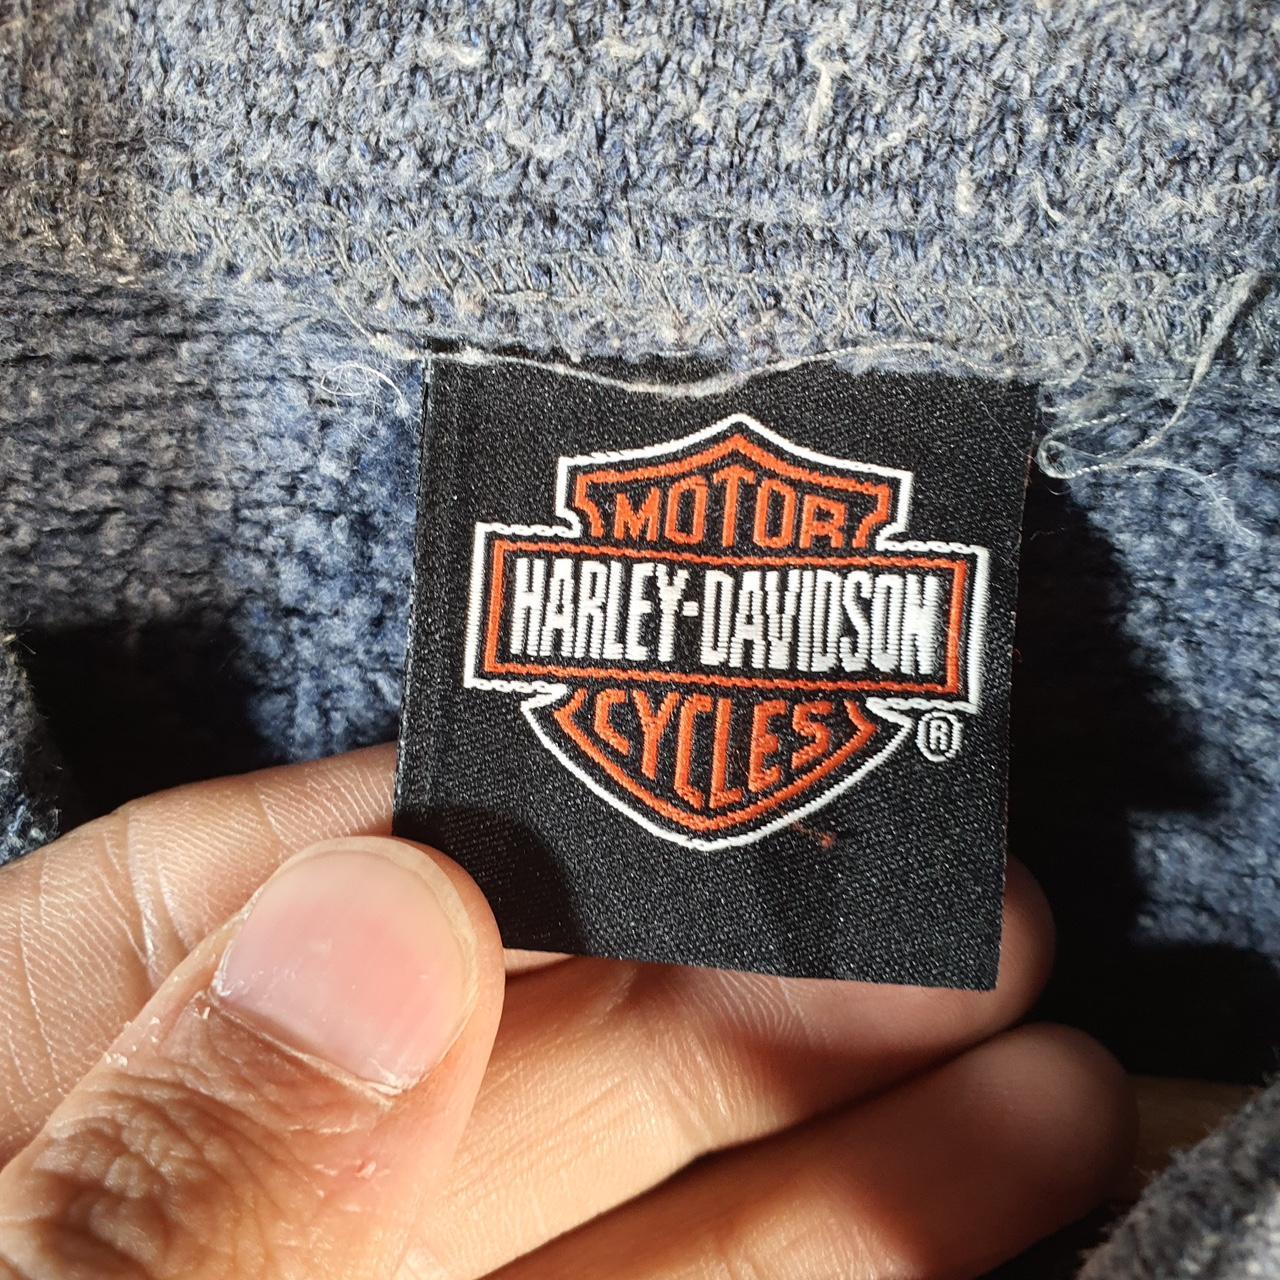 MOTOR
HARLEY-DAVIDSON
CYCLES
®